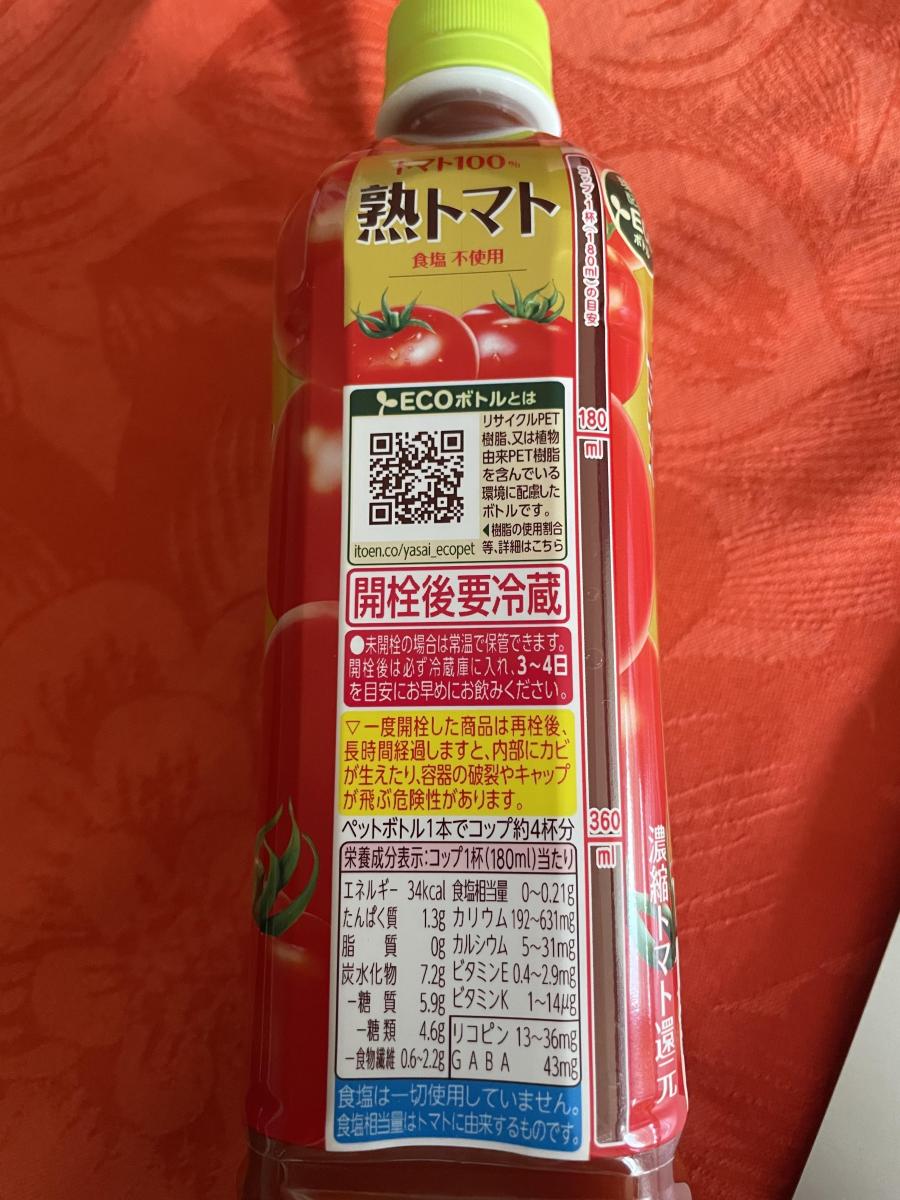 トマト100%
熟トマト
食塩 不使用
ECOボトルとは
リサイクルPET
樹脂、又は植物
由来PET樹脂
を含んでいる
環境に配慮した
ボトルです。
◀樹脂の使用割合
等、詳細はこちら
itoen.co/yasai_ecopet
開栓後要冷蔵
●未開栓の場合は常温で保管できます。
開栓後は必ず冷蔵庫に入れ、3〜4日
を目安にお早めにお飲みください。
▽一度開栓した商品は再栓後、
長時間経過しますと、内部にカビ
が生えたり、容器の破裂やキャップ
が飛ぶ危険性があります。
ペットボトル1本でコップ約4杯分
栄養成分表示:コップ1杯(180ml)当たり
エネルギー 34kcal 食塩相当量 0〜0.21g
たんぱく質 1.3g カリウム 192〜631mg
脂質 0g カルシウム 5〜31mg
炭水化物 7.2g ビタミンE 0.4〜2.9mg
ー糖質 5.9g ビタミンK 1〜14μg
ー糖類 4.6g リコピン 13〜36mg
ー食物繊維 0.6〜2.2g GABA 43mg
食塩は一切使用していません。
食塩相当量はトマトに由来するものです。
コップ1杯(180ml)の目安
180
ml
360
ml
濃縮トマト還元